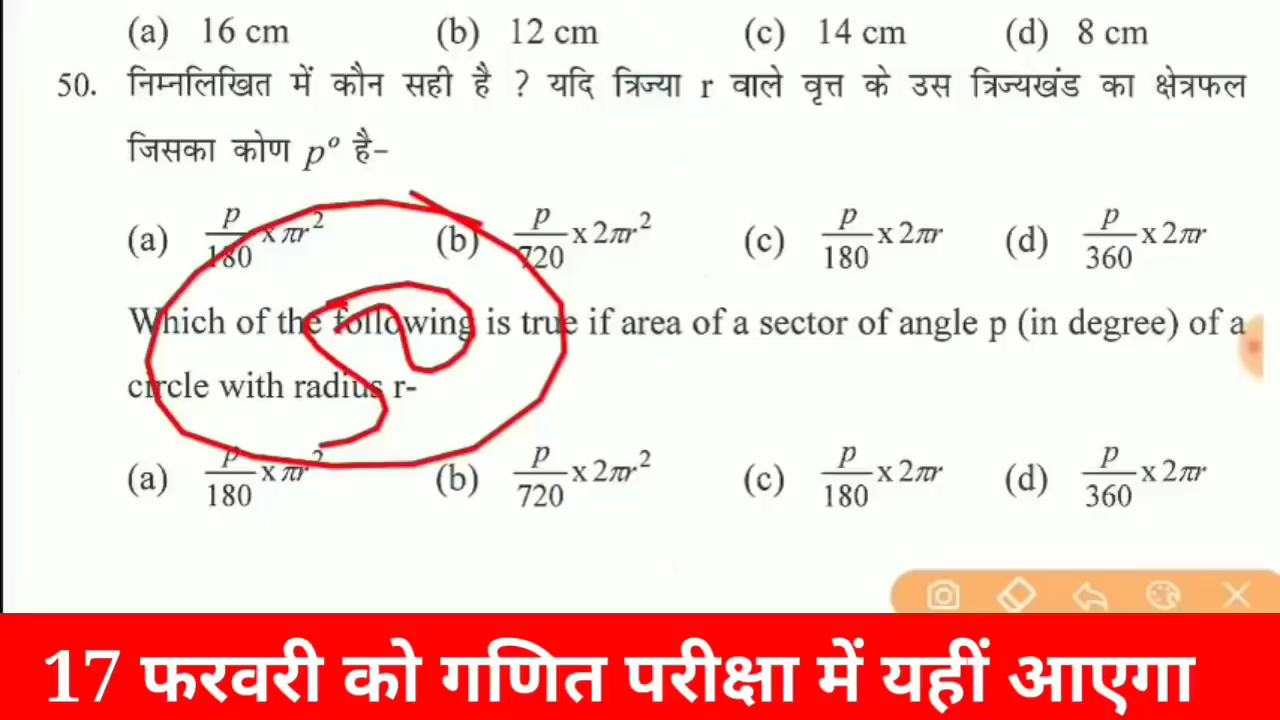 (a) 16 cm (b) 12 cm (c) 14 cm (d) 8 cm
50. निम्नलिखित में कौन सही है ? यदि त्रिज्या r वाले वृत्त के उस त्रिज्यखंड का क्षेत्रफल
जिसका कोण p° है-
(a) p/180 x πr² (b) p/720 x 2πr² (c) p/180 x 2πr (d) p/360 x 2πr
Which of the following is true if area of a sector of angle p (in degree) of a
circle with radius r-
(a) p/180 x πr² (b) p/720 x 2πr² (c) p/180 x 2πr (d) p/360 x 2πr
17 फरवरी को गणित परीक्षा में यहीं आएगा